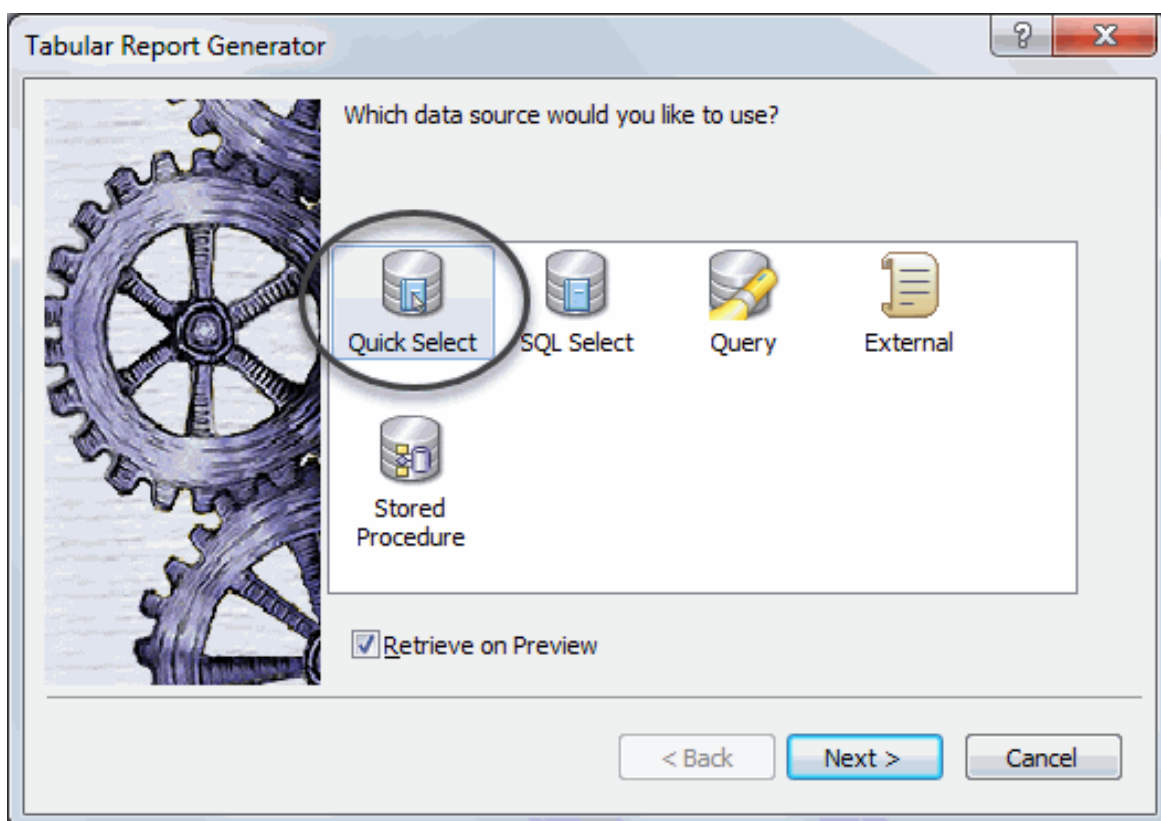 Tabular Report Generator
Which data source would you like to use?
Quick Select
SQL Select
Query
External
Stored
Procedure
Retrieve on Preview
< Back
Next >
Cancel